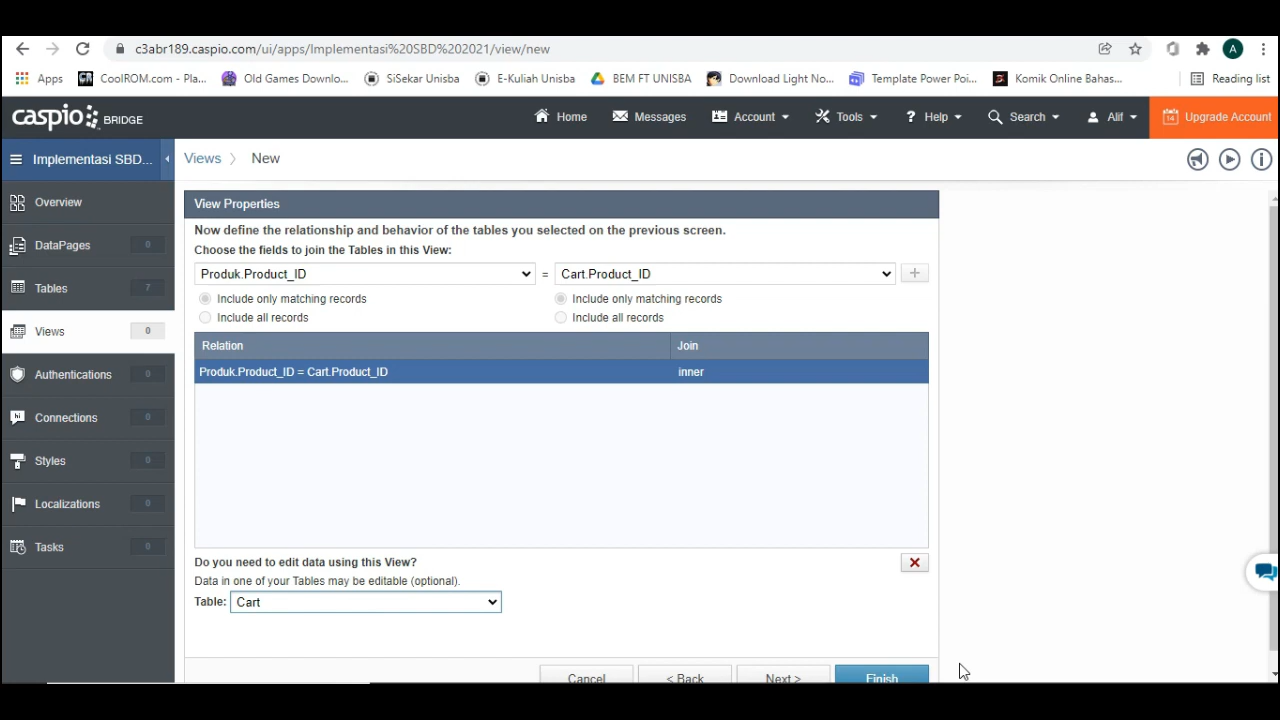 c3abr189.caspio.com/ui/apps/Implementasi%20SBD%202021/view/new
A
Apps CoolROM.com - Pla... Old Games Downlo... SiSekar Unisba E-Kuliah Unisba BEM FT UNISBA Download Light No... Template Power Poi... Komik Online Bahas... Reading list
caspio BRIDGE Home Messages Account Tools ? Help Search Alif 14 Upgrade Account
Implementasi SBD... Views New
View Properties
Overview
DataPages 0
Tables 7
Views 0
Authentications 0
Connections 0
Styles 0
Localizations 0
Tasks 0
Now define the relationship and behavior of the tables you selected on the previous screen.
Choose the fields to join the Tables in this View:
Produk.Product_ID = Cart.Product_ID +
Include only matching records Include only matching records
Include all records Include all records
Relation Join
Produk.Product_ID = Cart.Product_ID inner
Do you need to edit data using this View?
Data in one of your Tables may be editable (optional).
Table: Cart
Cancel < Back Next > Finish